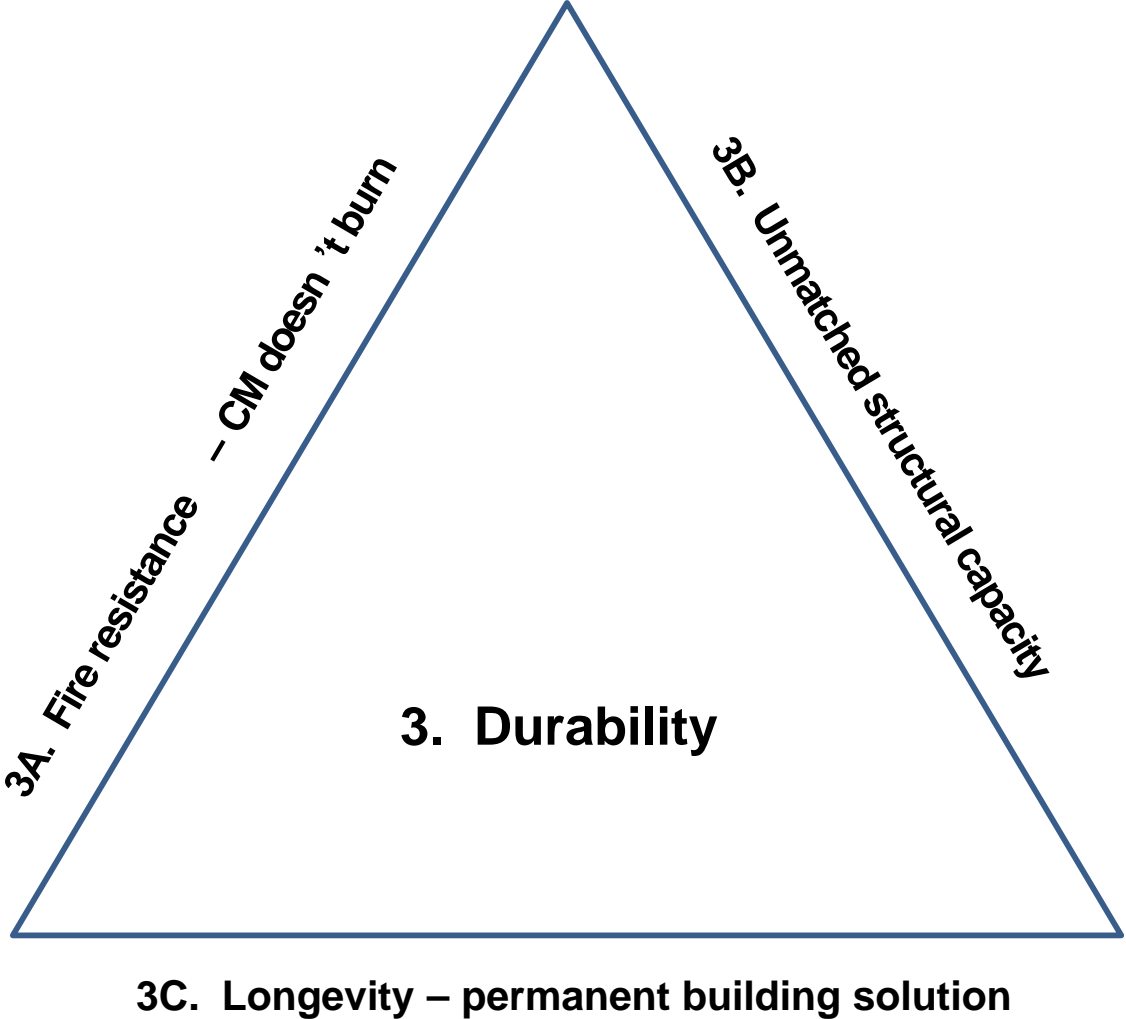 3A. Fire resistance – CM doesn 't burn
3B. Unmatched structural capacity
3. Durability
3C. Longevity – permanent building solution